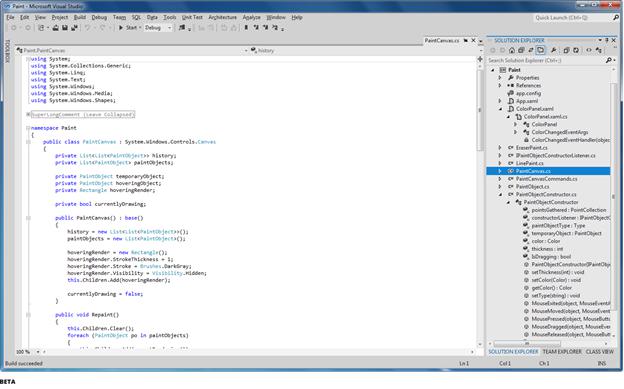 Paint - Microsoft Visual Studio
File Edit View Project Build Debug Team SQL Data Tools Unit Test Architecture Analyze Window Help
Quick Launch (Ctrl+Q)
Start Debug
TOOLBOX
PaintCanvas.cs
Paint.PaintCanvas
history
using System;
using System.Collections.Generic;
using System.Linq;
using System.Text;
using System.Windows;
using System.Windows.Media;
using System.Windows.Shapes;
SuperLongComment (Leave Collapsed)
namespace Paint
{
public class PaintCanvas : System.Windows.Controls.Canvas
{
private List<List<PaintObject>> history;
private List<PaintObject> paintObjects;
private PaintObject temporaryObject;
private PaintObject hoveringObject;
private Rectangle hoveringRender;
private bool currentlyDrawing;
public PaintCanvas() : base()
{
history = new List<List<PaintObject>>();
paintObjects = new List<PaintObject>();
hoveringRender = new Rectangle();
hoveringRender.StrokeThickness = 1;
hoveringRender.Stroke = Brushes.DarkGray;
hoveringRender.Visibility = Visibility.Hidden;
this.Children.Add(hoveringRender);
currentlyDrawing = false;
}
public void Repaint()
{
this.Children.Clear();
foreach (PaintObject po in paintObjects)
{
100 %
SOLUTION EXPLORER
Search Solution Explorer (Ctrl+;)
Paint
Properties
References
app.config
App.xaml
ColorPanel.xaml
ColorPanel.xaml.cs
ColorPanel
ColorChangedEventArgs
ColorChangedEventHandler(objec
EraserPaint.cs
IPaintObjectConstructorListener.cs
LinePaint.cs
PaintCanvas.cs
PaintCanvasCommands.cs
PaintObject.cs
PaintObjectConstructor.cs
PaintObjectConstructor
pointsGathered : PointCollection
constructorListener : IPaintObjectC
paintObjectType : Type
temporaryObject : PaintObject
color : Color
thickness : int
bDragging : bool
PaintObjectConstructor(IPaintObj
setThickness(int) : void
setColor(Color) : void
getColor() : Color
setType(string) : void
MouseExited(object, MouseEventA
MouseMoved(object, MouseEvent
MousePressed(object, MouseButto
MouseDragged(object, MouseEve
MouseReleased(object, MouseButt
SOLUTION EXPLORER TEAM EXPLORER CLASS VIEW
Build succeeded
Ln 1 Col 1 Ch 1 INS
BETA